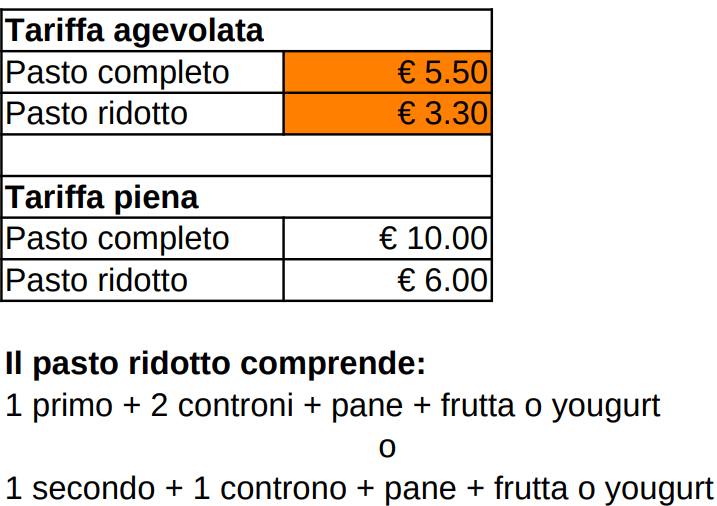 Tariffa agevolata
Pasto completo € 5.50
Pasto ridotto € 3.30
Tariffa piena
Pasto completo € 10.00
Pasto ridotto € 6.00
Il pasto ridotto comprende:
1 primo + 2 controni + pane + frutta o yougurt
o
1 secondo + 1 controno + pane + frutta o yougurt